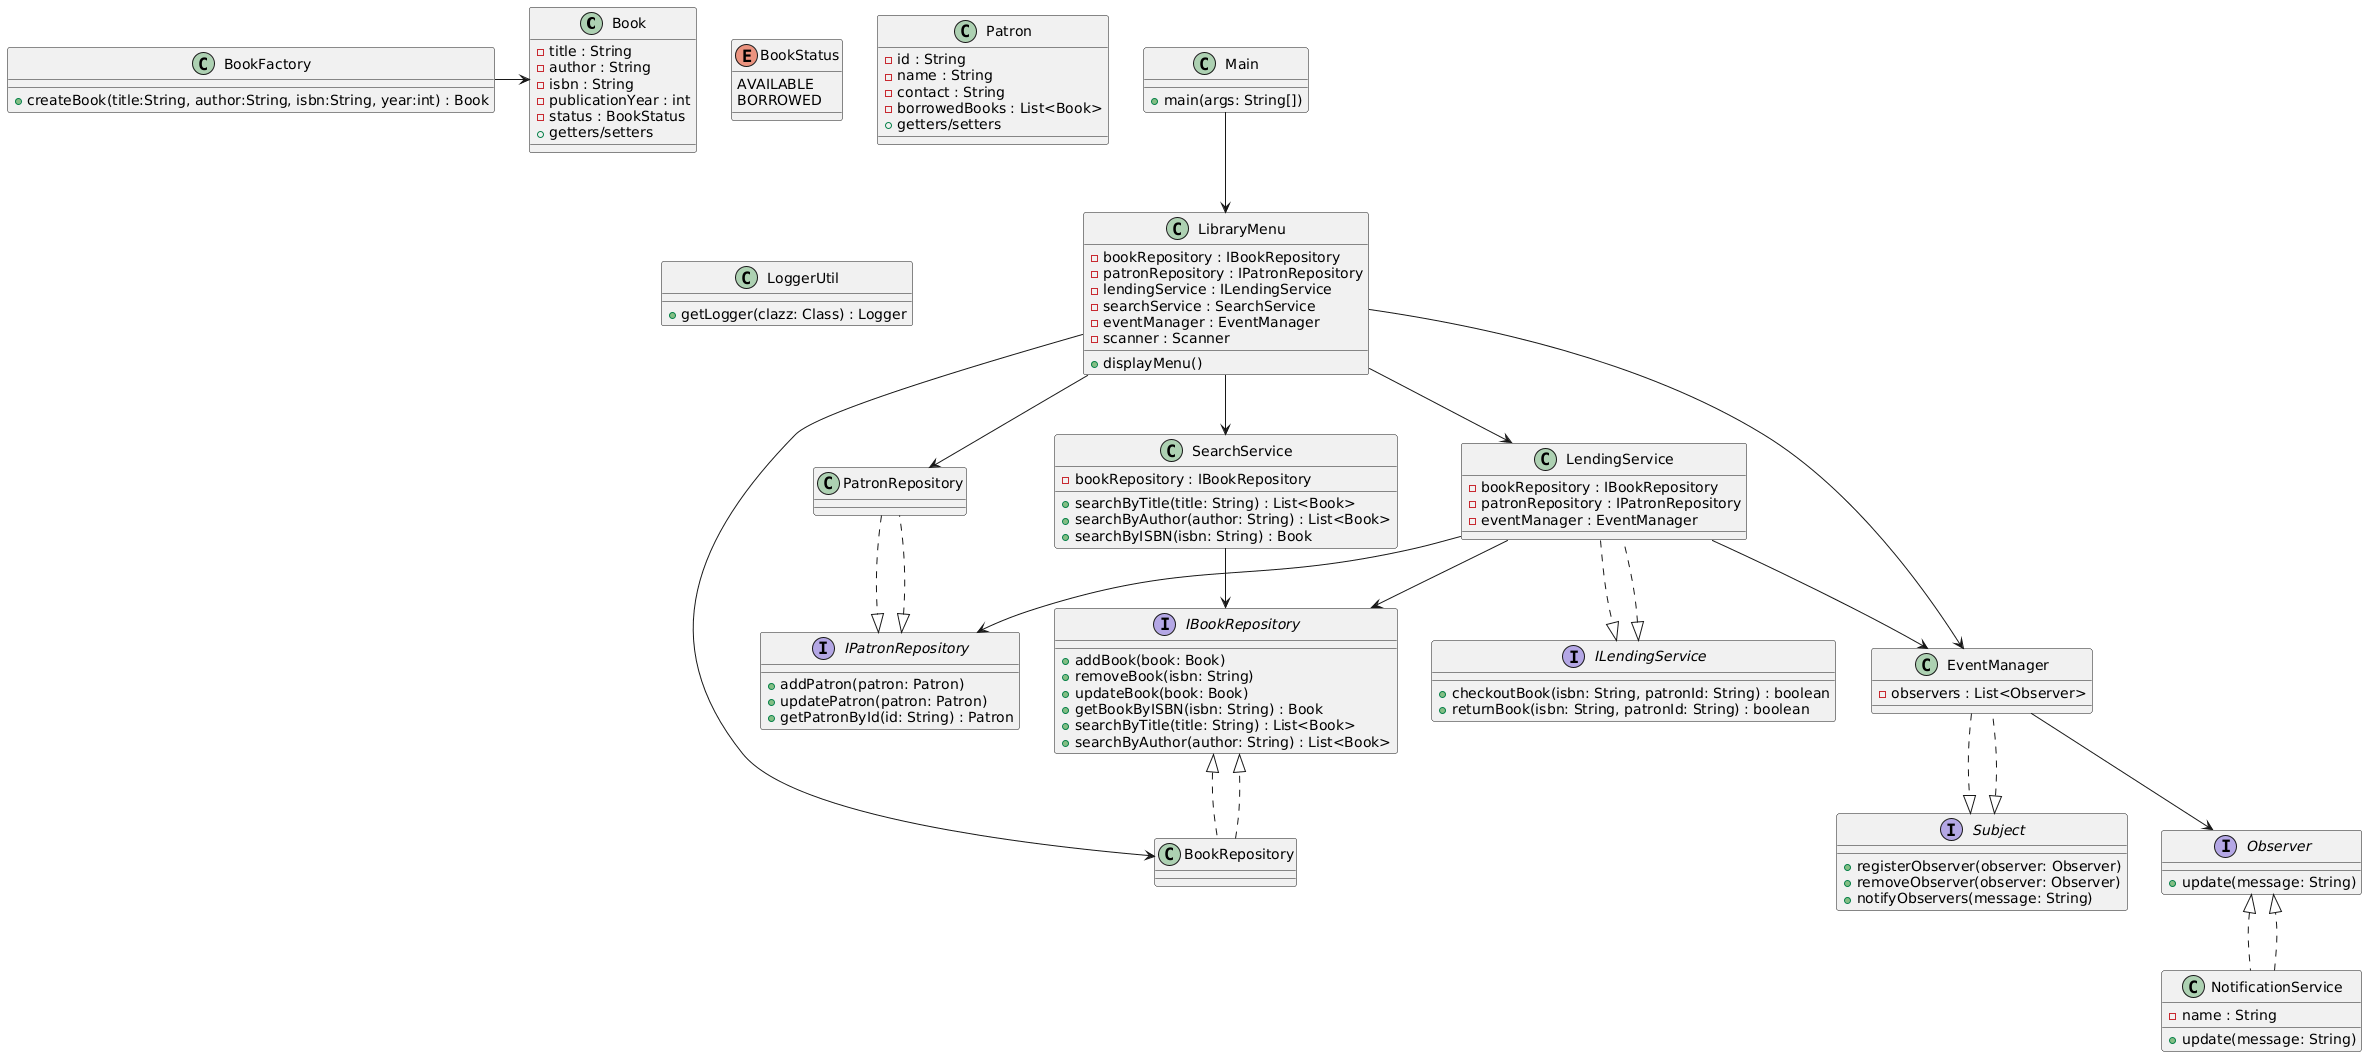 C BookFactory
createBook(title:String, author:String, isbn:String, year:int) : Book
C Book
title : String
author : String
isbn : String
publicationYear : int
status : BookStatus
getters/setters
E BookStatus
AVAILABLE
BORROWED
C Patron
id : String
name : String
contact : String
borrowedBooks : List<Book>
getters/setters
C Main
main(args: String[])
C LoggerUtil
getLogger(clazz: Class) : Logger
C LibraryMenu
bookRepository : IBookRepository
patronRepository : IPatronRepository
lendingService : ILendingService
searchService : SearchService
eventManager : EventManager
scanner : Scanner
displayMenu()
C PatronRepository
C SearchService
bookRepository : IBookRepository
searchByTitle(title: String) : List<Book>
searchByAuthor(author: String) : List<Book>
searchByISBN(isbn: String) : Book
C LendingService
bookRepository : IBookRepository
patronRepository : IPatronRepository
eventManager : EventManager
I IPatronRepository
addPatron(patron: Patron)
updatePatron(patron: Patron)
getPatronById(id: String) : Patron
I IBookRepository
addBook(book: Book)
removeBook(isbn: String)
updateBook(book: Book)
getBookByISBN(isbn: String) : Book
searchByTitle(title: String) : List<Book>
searchByAuthor(author: String) : List<Book>
I ILendingService
checkoutBook(isbn: String, patronId: String) : boolean
returnBook(isbn: String, patronId: String) : boolean
C EventManager
observers : List<Observer>
C BookRepository
I Subject
registerObserver(observer: Observer)
removeObserver(observer: Observer)
notifyObservers(message: String)
I Observer
update(message: String)
C NotificationService
name : String
update(message: String)